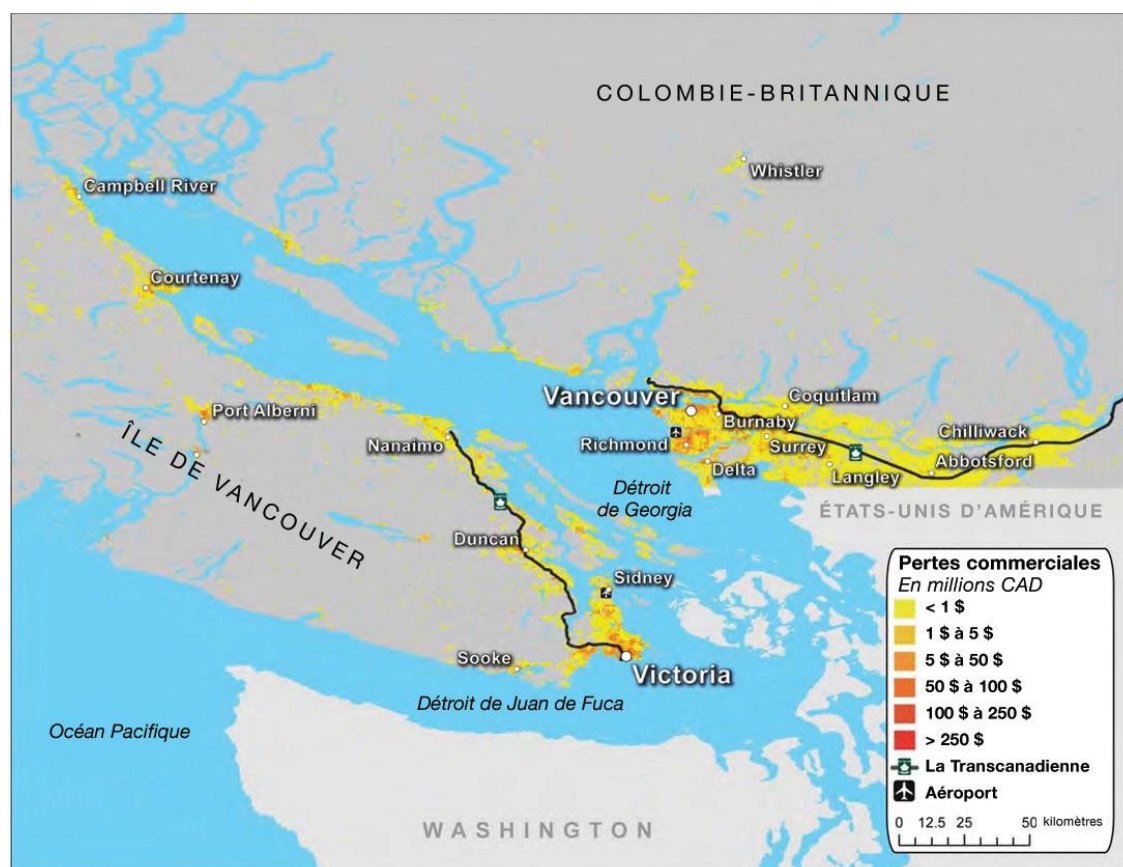 COLOMBIE-BRITANNIQUE
Whistler
Campbell River
Courtenay
Port Alberni
ÎLE DE VANCOUVER
Nanaimo
Vancouver
Coquitlam
Burnaby
Richmond
Surrey
Chilliwack
Delta
Langley
Abbotsford
Détroit
de Georgia
ÉTATS-UNIS D'AMÉRIQUE
Duncan
Sidney
Sooke
Victoria
Détroit de Juan de Fuca
Océan Pacifique
WASHINGTON
Pertes commerciales
En millions CAD
< 1 $
1 $ à 5 $
5 $ à 50 $
50 $ à 100 $
100 $ à 250 $
> 250 $
La Transcanadienne
Aéroport
0 12.5 25 50 kilomètres